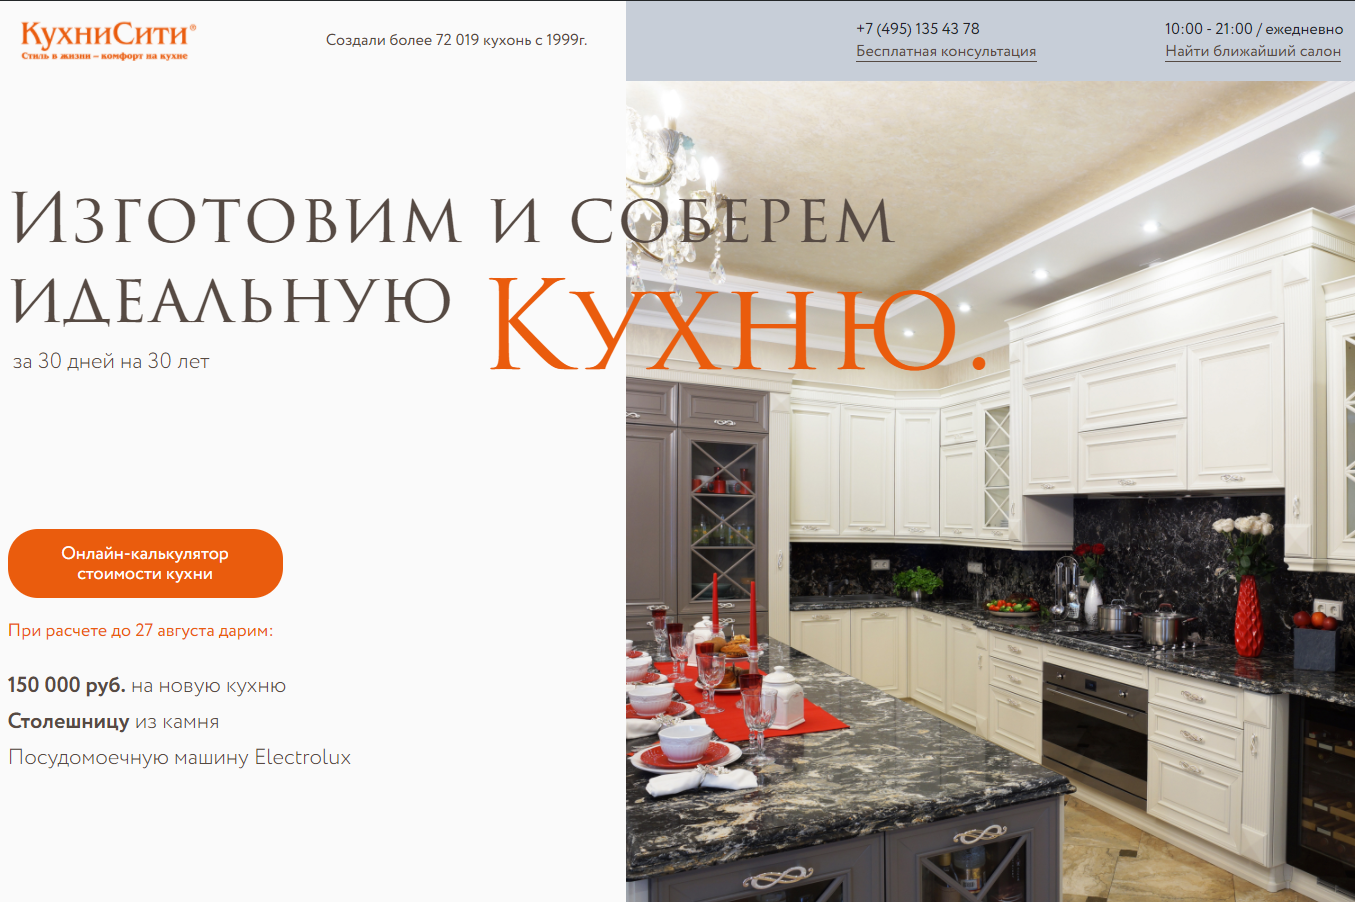 КухниСити®
Стиль в жизни – комфорт на кухне
Создали более 72 019 кухонь с 1999г.
+7 (495) 135 43 78
Бесплатная консультация
10:00 - 21:00 / ежедневно
Найти ближайший салон
Изготовим и соберем
идеальную Кухню.
за 30 дней на 30 лет
Онлайн-калькулятор
стоимости кухни
При расчете до 27 августа дарим:
150 000 руб. на новую кухню
Столешницу из камня
Посудомоечную машину Electrolux